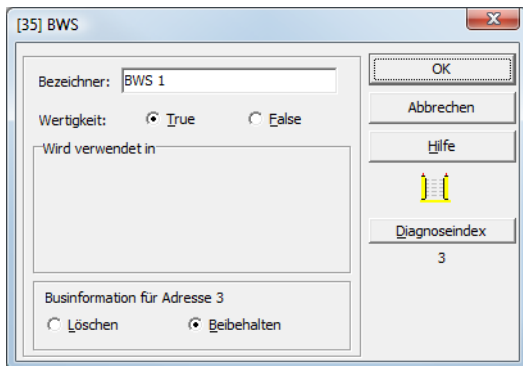 [35] BWS
Bezeichner: BWS 1
Wertigkeit: True False
Wird verwendet in
Businformation für Adresse 3
Löschen Beibehalten
OK
Abbrechen
Hilfe
Diagnoseindex
3